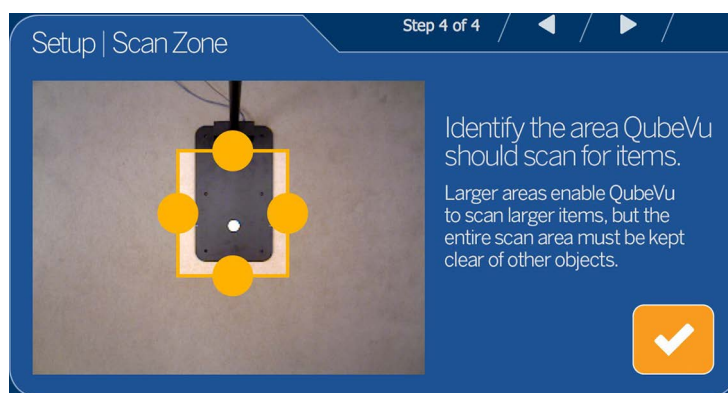 Step 4 of 4
Setup | Scan Zone
Identify the area QubeVu
should scan for items.
Larger areas enable QubeVu
to scan larger items, but the
entire scan area must be kept
clear of other objects.